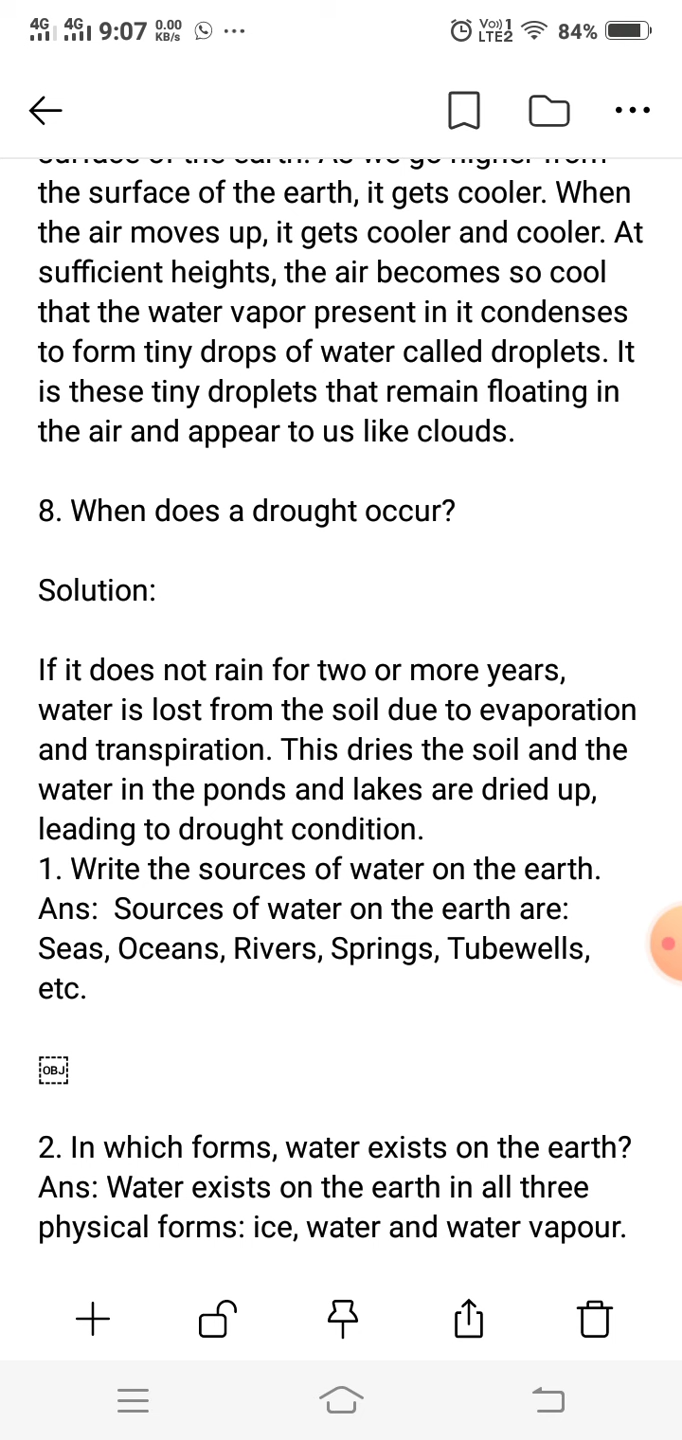 4G 4G 9:07 0.00 KB/s ... Vo)) 1 LTE2 84%
the surface of the earth, it gets cooler. When
the air moves up, it gets cooler and cooler. At
sufficient heights, the air becomes so cool
that the water vapor present in it condenses
to form tiny drops of water called droplets. It
is these tiny droplets that remain floating in
the air and appear to us like clouds.
8. When does a drought occur?
Solution:
If it does not rain for two or more years,
water is lost from the soil due to evaporation
and transpiration. This dries the soil and the
water in the ponds and lakes are dried up,
leading to drought condition.
1. Write the sources of water on the earth.
Ans:  Sources of water on the earth are:
Seas, Oceans, Rivers, Springs, Tubewells,
etc.
OBJ
2. In which forms, water exists on the earth?
Ans: Water exists on the earth in all three
physical forms: ice, water and water vapour.